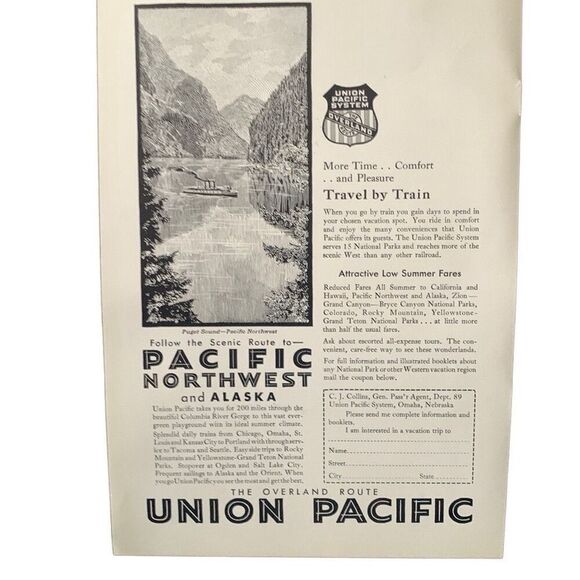 UNION
PACIFIC
SYSTEM
OVERLAND
More Time . . Comfort
. . and Pleasure
Travel by Train
When you go by train you gain days to spend in your
chosen vacation spot. You ride in comfort
and enjoy the many conveniences that Union
Pacific offers its guests. The Union Pacific System
serves 15 National Parks and reaches more of the
scenic West than any other railroad.
Attractive Low Summer Fares
Reduced Fares All Summer to California and
Hawaii, Pacific Northwest and Alaska, Zion—
Grand Canyon—Bryce Canyon National Parks,
Colorado, Rocky Mountain, Yellowstone-
Grand Teton National Parks . . . at little more
than half the usual fares.
Ask about escorted all-expense tours. The con-
venient, care-free way to see these wonderlands.
For full information and illustrated booklets about
any National Park or other Western vacation region
mail the coupon below.
C. J. Collins, Gen. Pass'r Agent, Dept. 89
Union Pacific System, Omaha, Nebraska
Please send me complete information and
booklets.
I am interested in a vacation trip to
Name
Street
City State
Puget Sound—Pacific Northwest
Follow the Scenic Route to—
PACIFIC
NORTHWEST
and ALASKA
Union Pacific takes you for 200 miles through the
beautiful Columbia River Gorge to this vast ever-
green playground with its ideal summer climate.
Splendid daily trains from Chicago, Omaha, St.
Louis and Kansas City to Portland with through serv-
ice to Tacoma and Seattle. Easy side trips to Rocky
Mountain and Yellowstone-Grand Teton National
Parks. Stopover at Ogden and Salt Lake City.
Frequent sailings to Alaska and the Orient. When
you go Union Pacific you see the most and get the best.
THE OVERLAND ROUTE
UNION PACIFIC